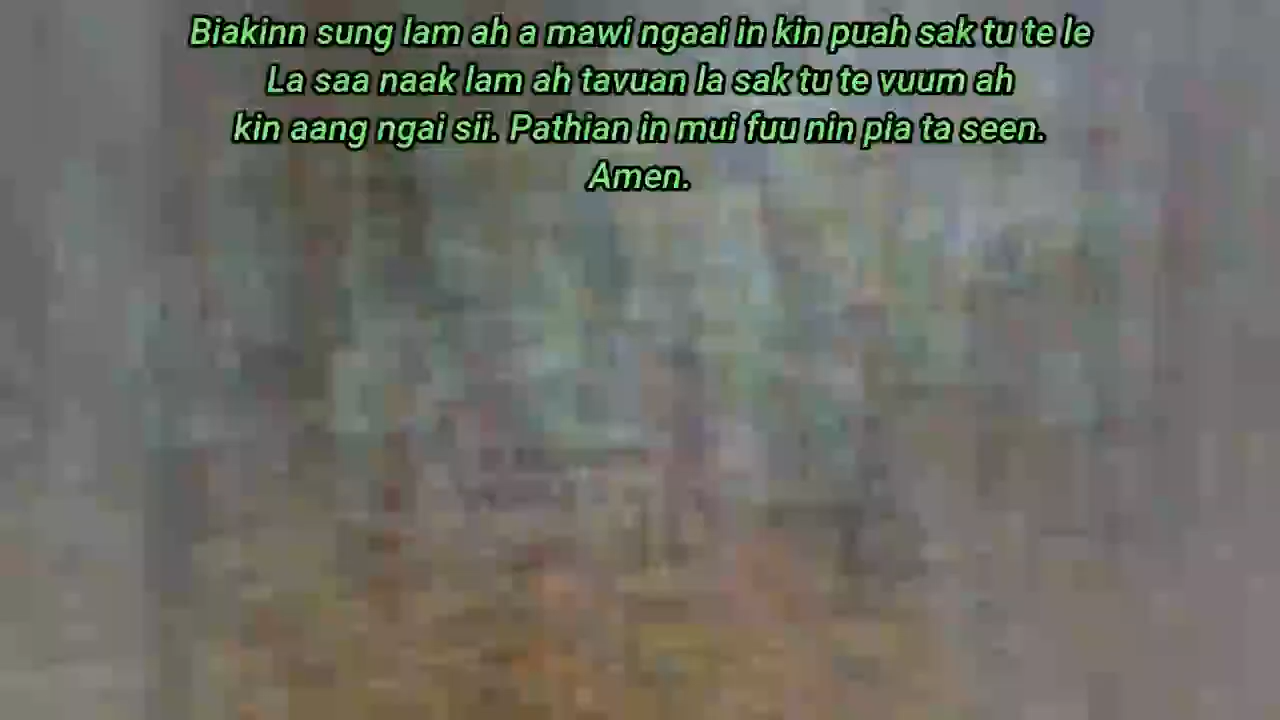 Biakinn sung lam ah a mawi ngaai in kin puah sak tu te le
La saa naak lam ah tavuan la sak tu te vuum ah
kin aang ngai sii. Pathian in mui fuu nin pia ta seen.
Amen.